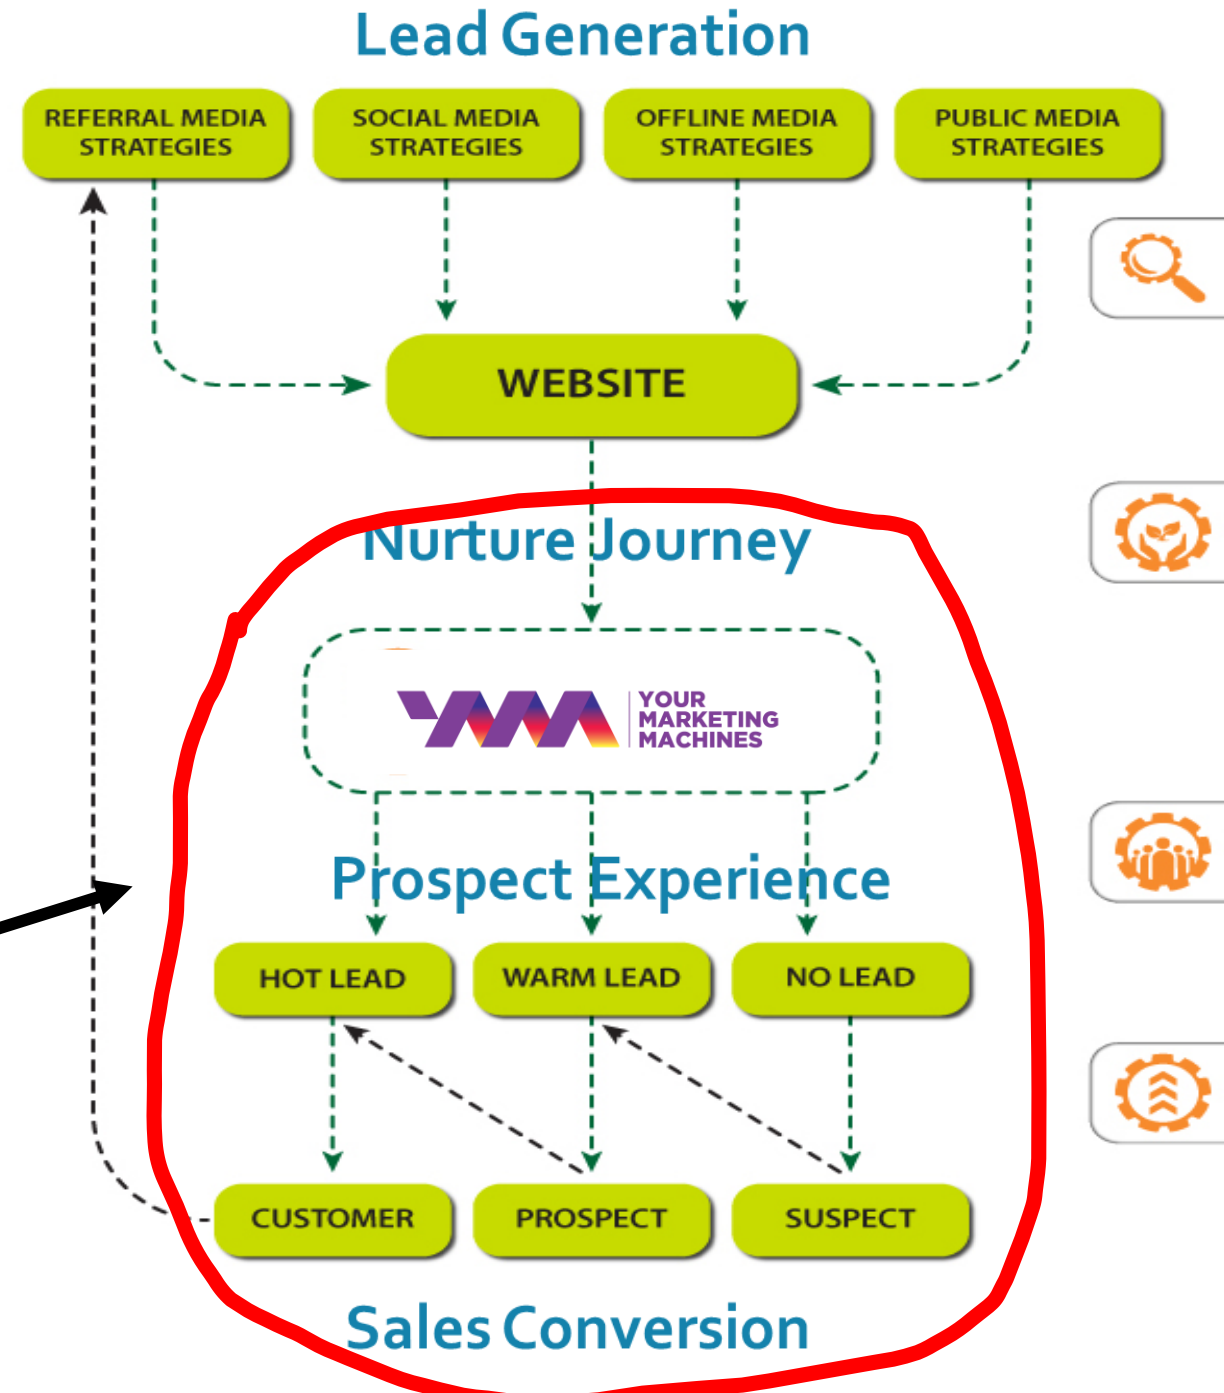 Lead Generation
REFERRAL MEDIA
STRATEGIES
SOCIAL MEDIA
STRATEGIES
OFFLINE MEDIA
STRATEGIES
PUBLIC MEDIA
STRATEGIES
WEBSITE
Nurture Journey
YMM
YOUR
MARKETING
MACHINES
Prospect Experience
HOT LEAD
WARM LEAD
NO LEAD
CUSTOMER
PROSPECT
SUSPECT
Sales Conversion